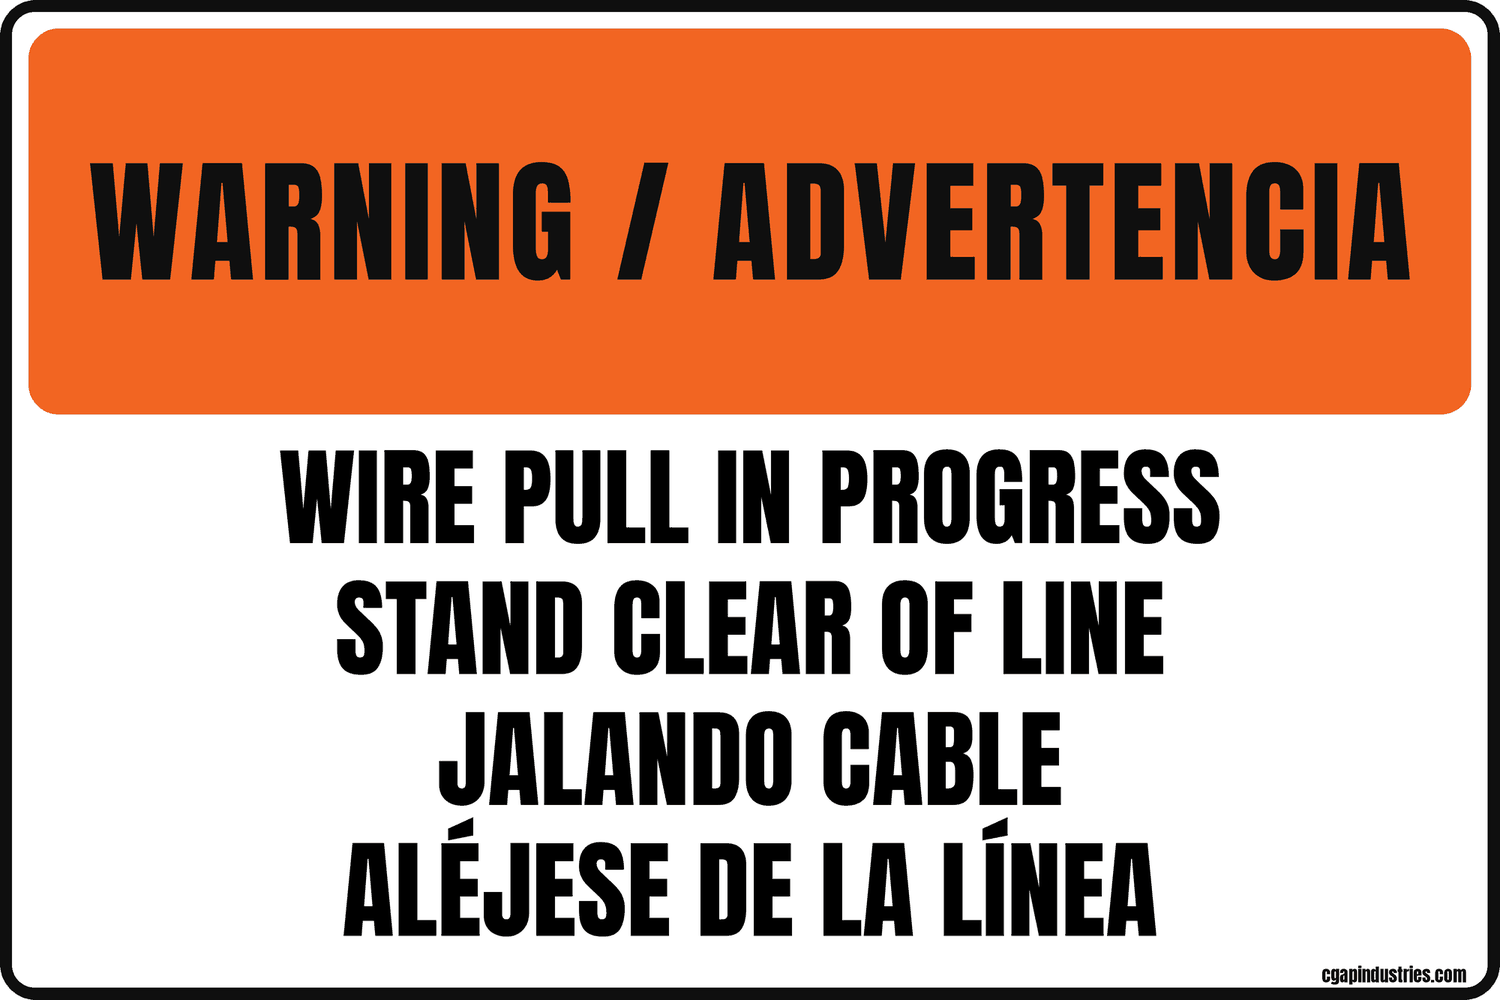 WARNING / ADVERTENCIA
WIRE PULL IN PROGRESS
STAND CLEAR OF LINE
JALANDO CABLE
ALÉJESE DE LA LÍNEA
cgapindustries.com